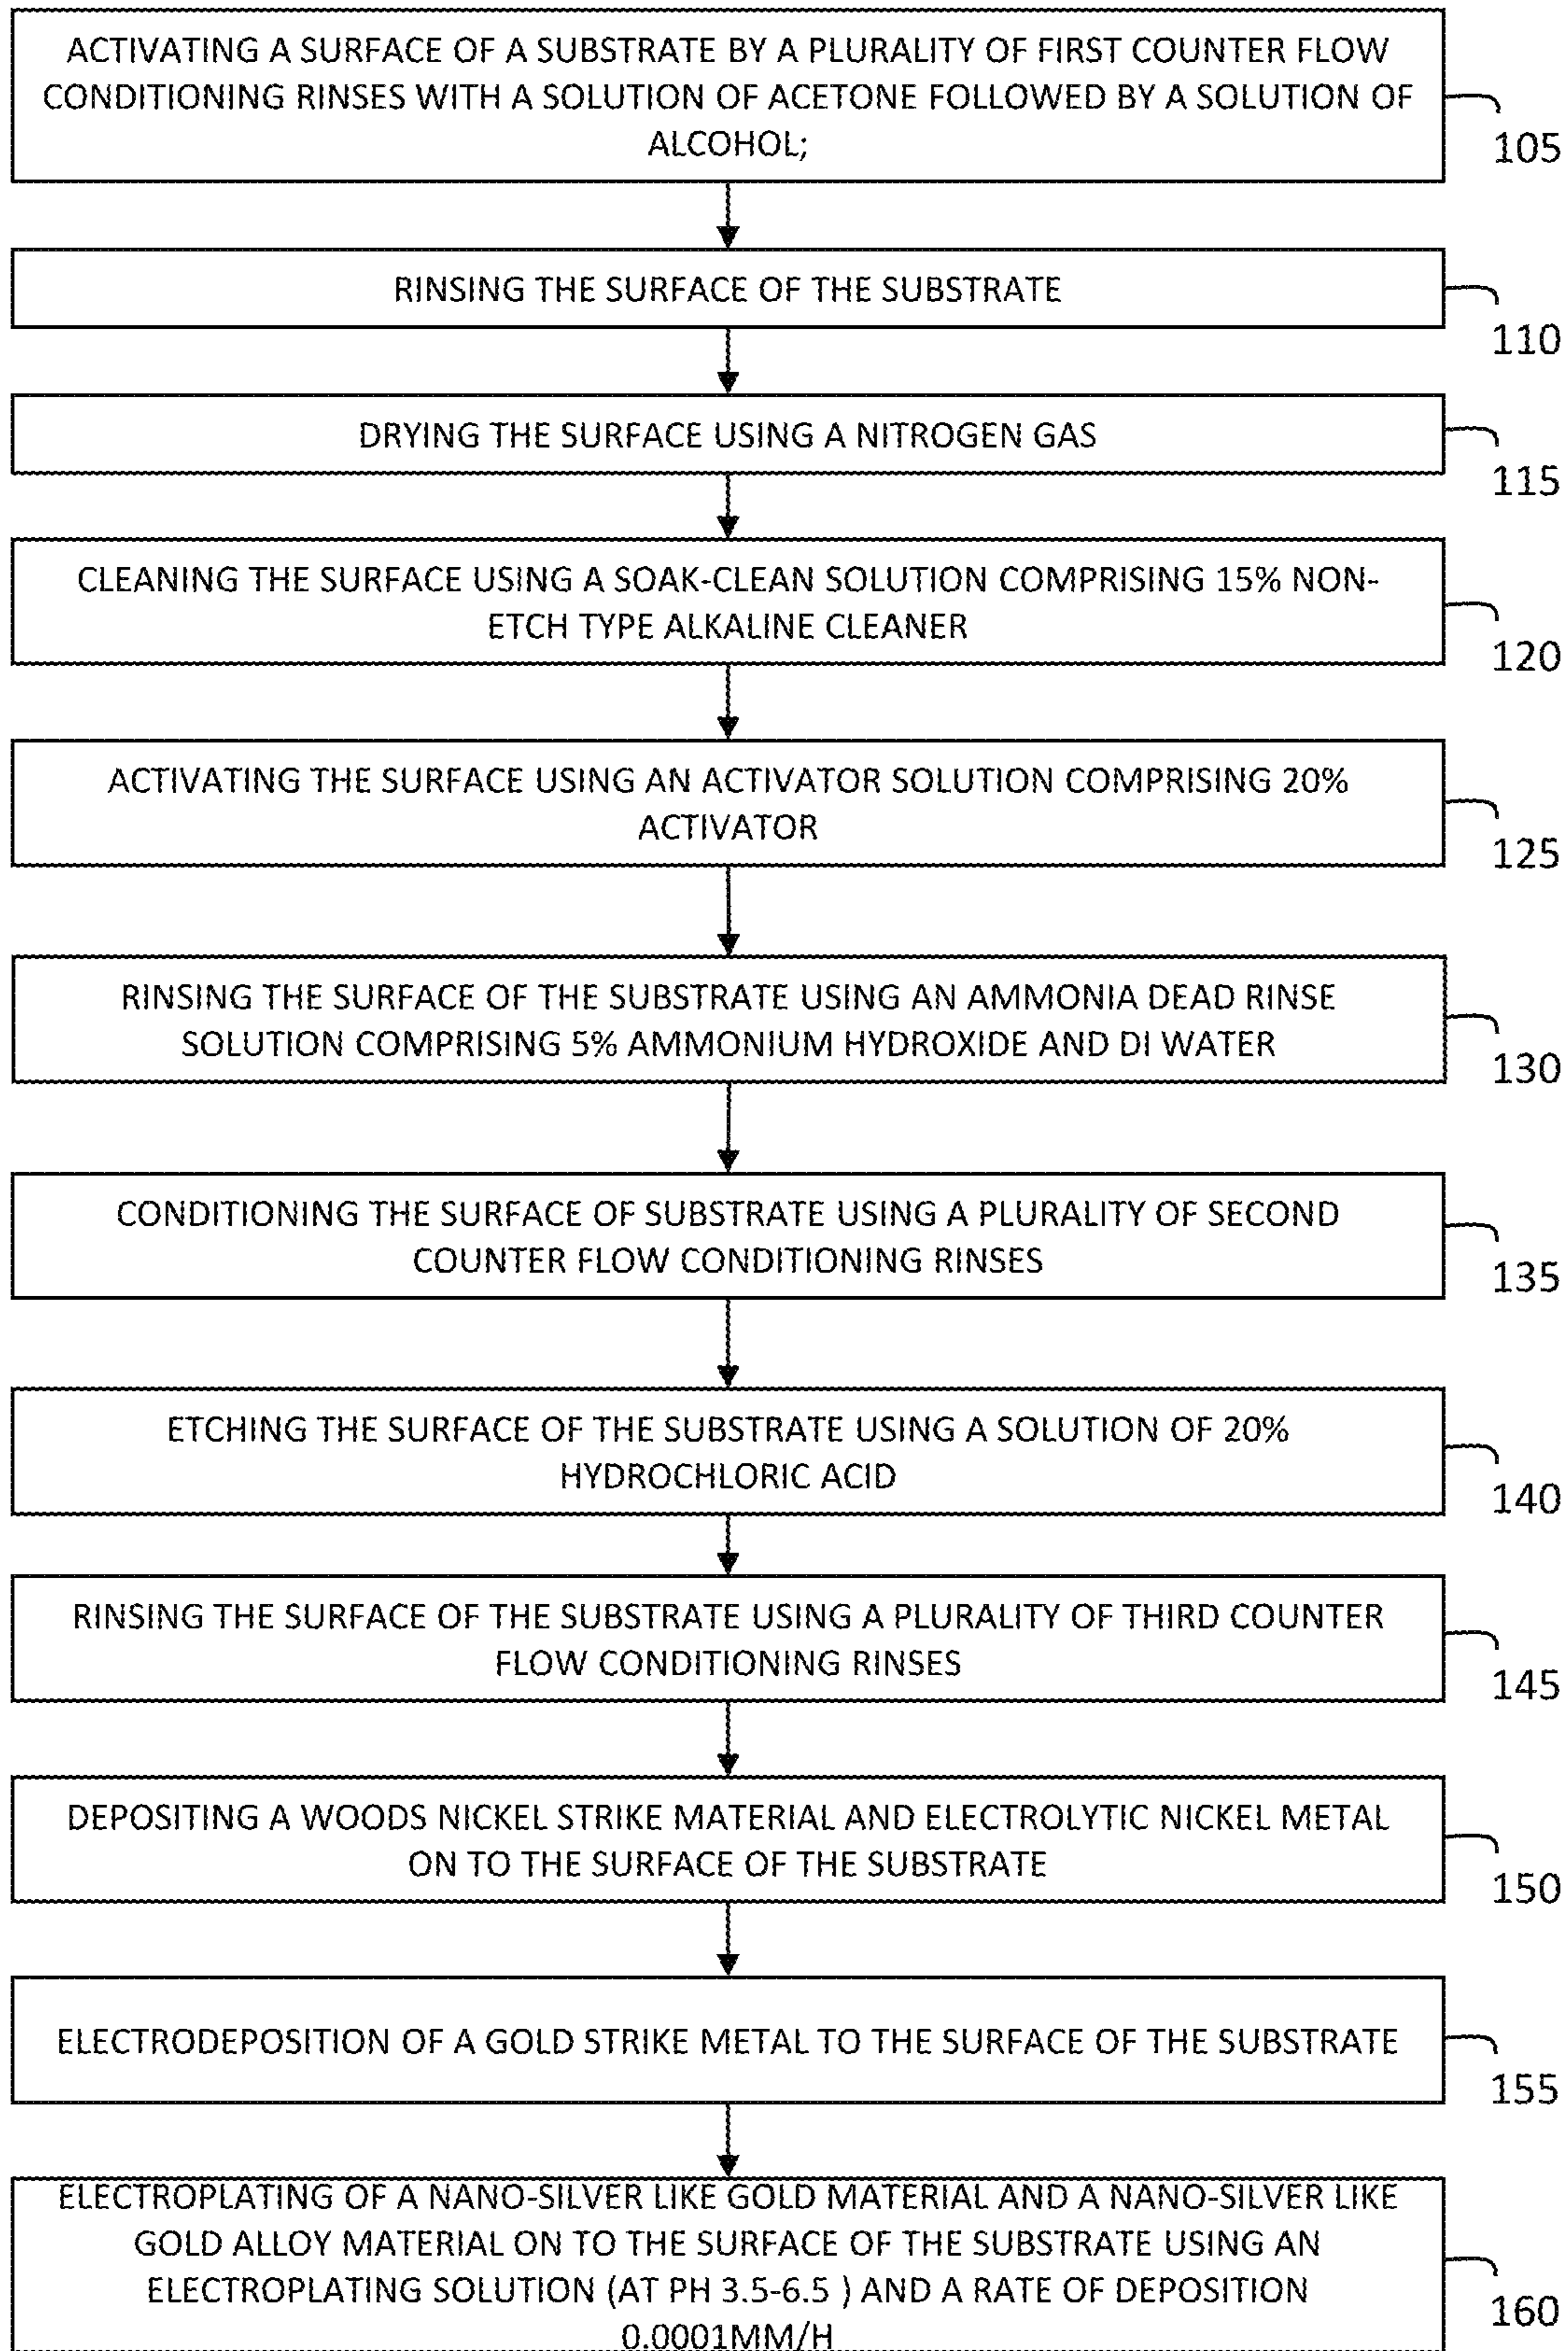 ACTIVATING A SURFACE OF A SUBSTRATE BY A PLURALITY OF FIRST COUNTER FLOW
CONDITIONING RINSES WITH A SOLUTION OF ACETONE FOLLOWED BY A SOLUTION OF
ALCOHOL;
105
RINSING THE SURFACE OF THE SUBSTRATE
110
DRYING THE SURFACE USING A NITROGEN GAS
115
CLEANING THE SURFACE USING A SOAK-CLEAN SOLUTION COMPRISING 15% NON-
ETCH TYPE ALKALINE CLEANER
120
ACTIVATING THE SURFACE USING AN ACTIVATOR SOLUTION COMPRISING 20%
ACTIVATOR
125
RINSING THE SURFACE OF THE SUBSTRATE USING AN AMMONIA DEAD RINSE
SOLUTION COMPRISING 5% AMMONIUM HYDROXIDE AND DI WATER
130
CONDITIONING THE SURFACE OF SUBSTRATE USING A PLURALITY OF SECOND
COUNTER FLOW CONDITIONING RINSES
135
ETCHING THE SURFACE OF THE SUBSTRATE USING A SOLUTION OF 20%
HYDROCHLORIC ACID
140
RINSING THE SURFACE OF THE SUBSTRATE USING A PLURALITY OF THIRD COUNTER
FLOW CONDITIONING RINSES
145
DEPOSITING A WOODS NICKEL STRIKE MATERIAL AND ELECTROLYTIC NICKEL METAL
ON TO THE SURFACE OF THE SUBSTRATE
150
ELECTRODEPOSITION OF A GOLD STRIKE METAL TO THE SURFACE OF THE SUBSTRATE
155
ELECTROPLATING OF A NANO-SILVER LIKE GOLD MATERIAL AND A NANO-SILVER LIKE
GOLD ALLOY MATERIAL ON TO THE SURFACE OF THE SUBSTRATE USING AN
ELECTROPLATING SOLUTION (AT PH 3.5-6.5 ) AND A RATE OF DEPOSITION
0.0001MM/H
160